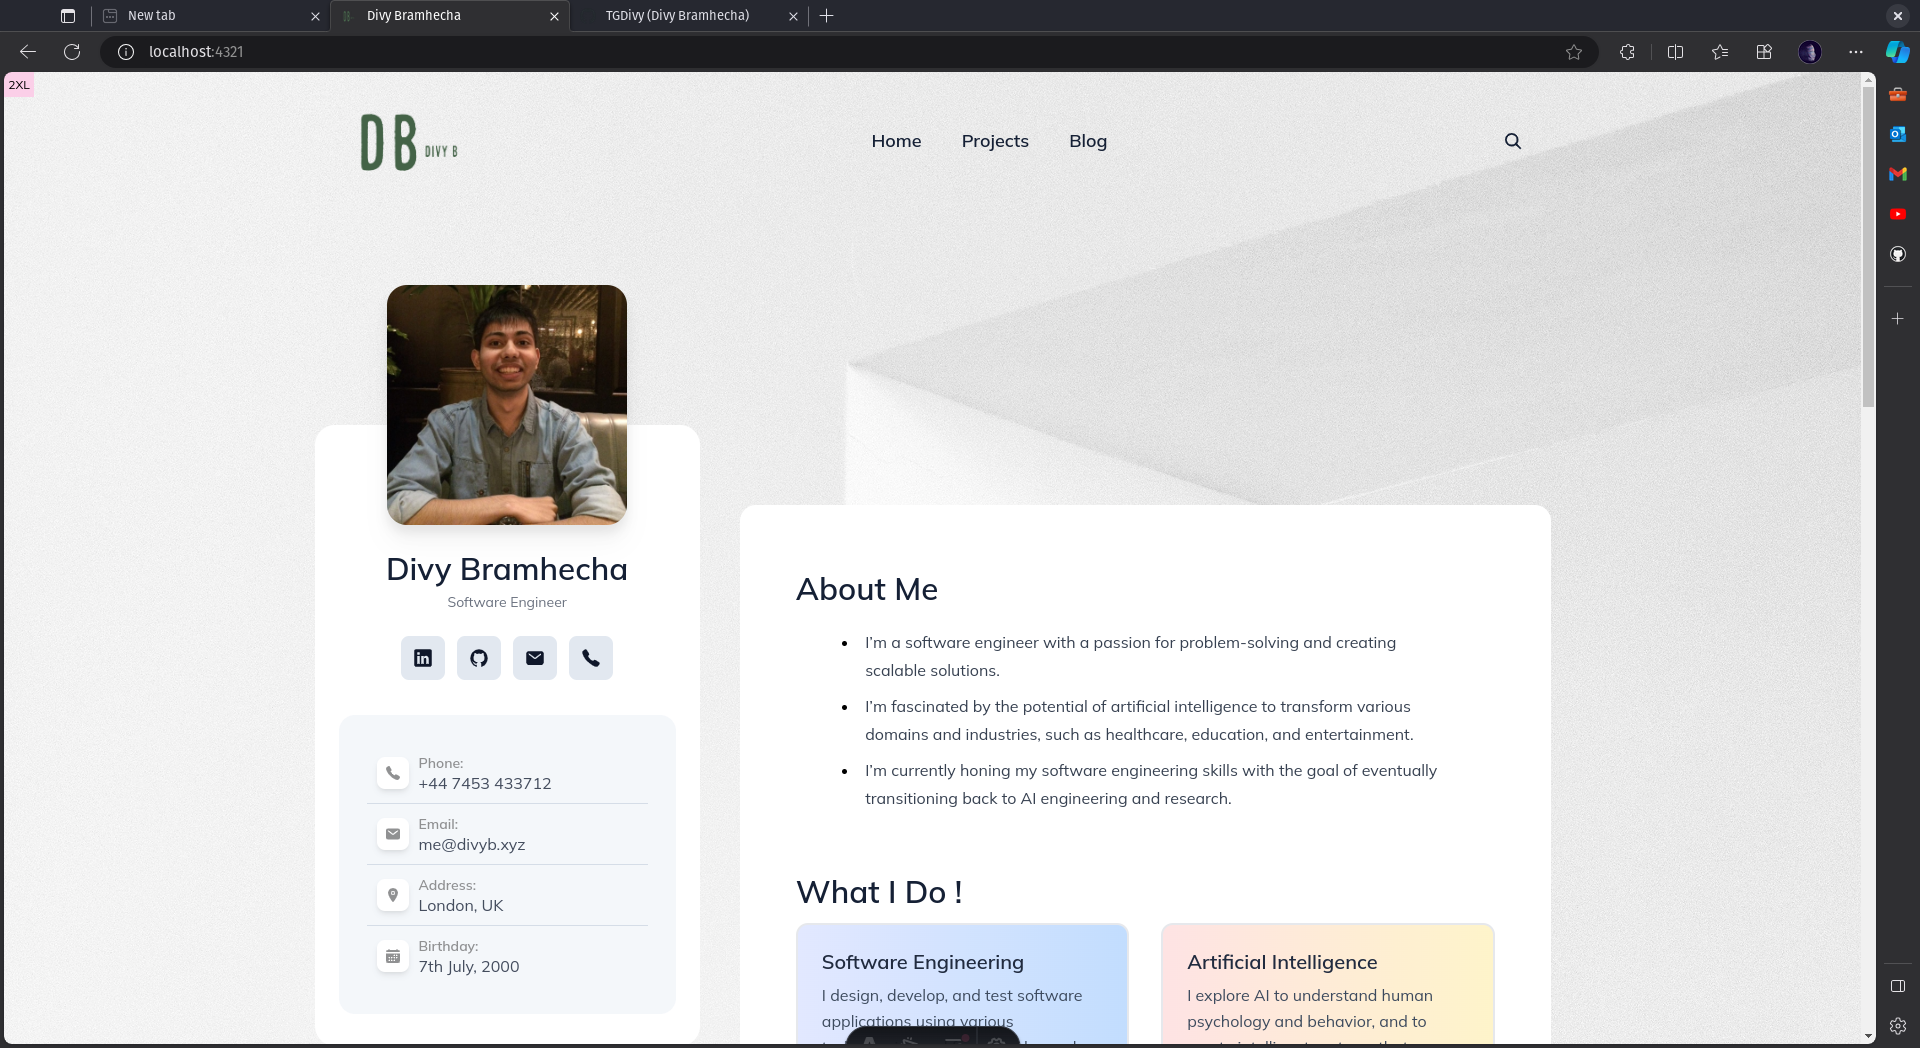 New tab
Divy Bramhecha
TGDivy (Divy Bramhecha)
localhost:4321
2XL
DB DIVY B
Home
Projects
Blog
Divy Bramhecha
Software Engineer
Phone:
+44 7453 433712
Email:
me@divyb.xyz
Address:
London, UK
Birthday:
7th July, 2000
About Me
I'm a software engineer with a passion for problem-solving and creating
scalable solutions.
I'm fascinated by the potential of artificial intelligence to transform various
domains and industries, such as healthcare, education, and entertainment.
I'm currently honing my software engineering skills with the goal of eventually
transitioning back to AI engineering and research.
What I Do !
Software Engineering
I design, develop, and test software
applications using various
Artificial Intelligence
I explore AI to understand human
psychology and behavior, and to